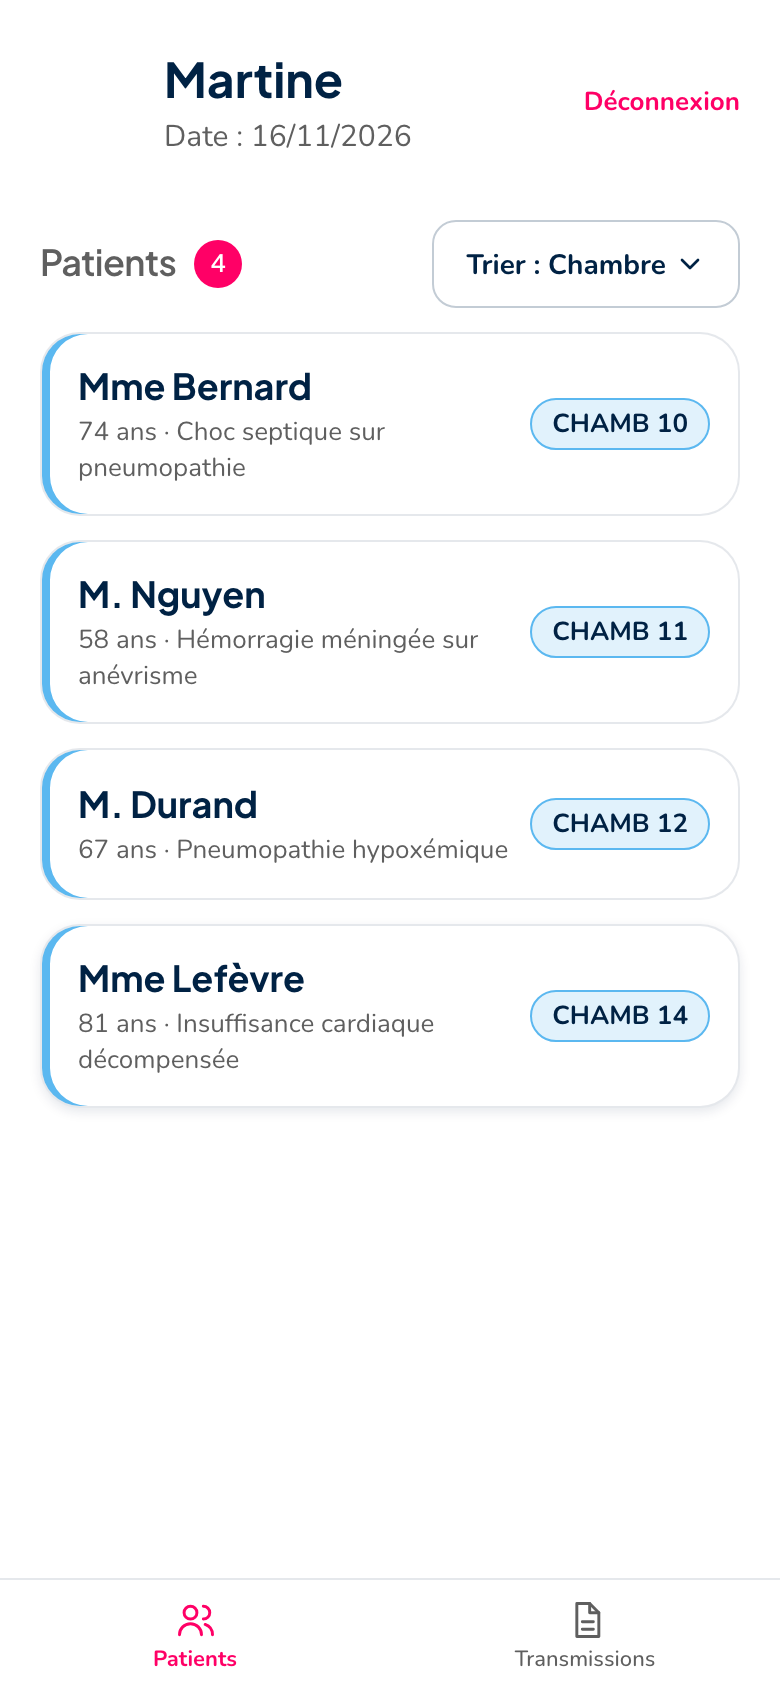 Martine
Date : 16/11/2026
Déconnexion
Patients 4
Trier : Chambre
Mme Bernard
74 ans · Choc septique sur
pneumopathie
CHAMB 10
M. Nguyen
58 ans · Hémorragie méningée sur
anévrisme
CHAMB 11
M. Durand
67 ans · Pneumopathie hypoxémique
CHAMB 12
Mme Lefèvre
81 ans · Insuffisance cardiaque
décompensée
CHAMB 14
Patients
Transmissions